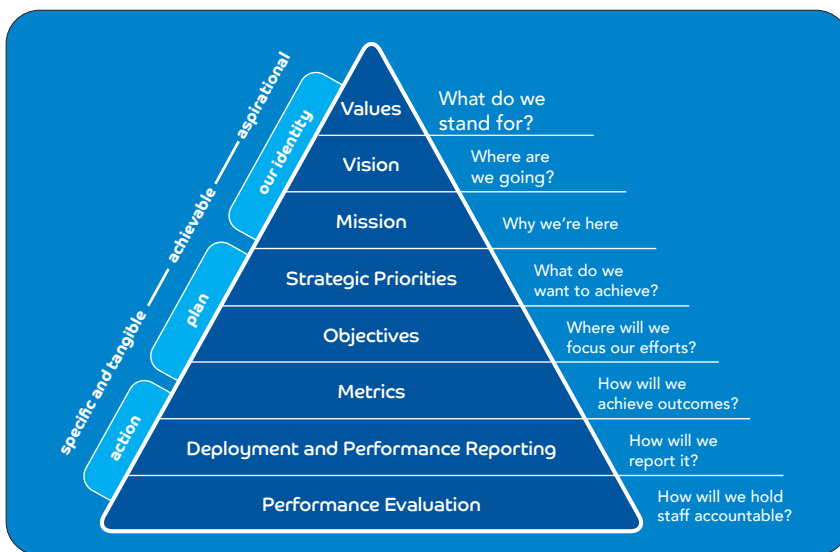 aspirational
achievable
specific and tangible
our identity
plan
action
Values
What do we
stand for?
Vision
Where are
we going?
Mission
Why we're here
Strategic Priorities
What do we
want to achieve?
Objectives
Where will we
focus our efforts?
Metrics
How will we
achieve outcomes?
Deployment and Performance Reporting
How will we
report it?
Performance Evaluation
How will we hold
staff accountable?